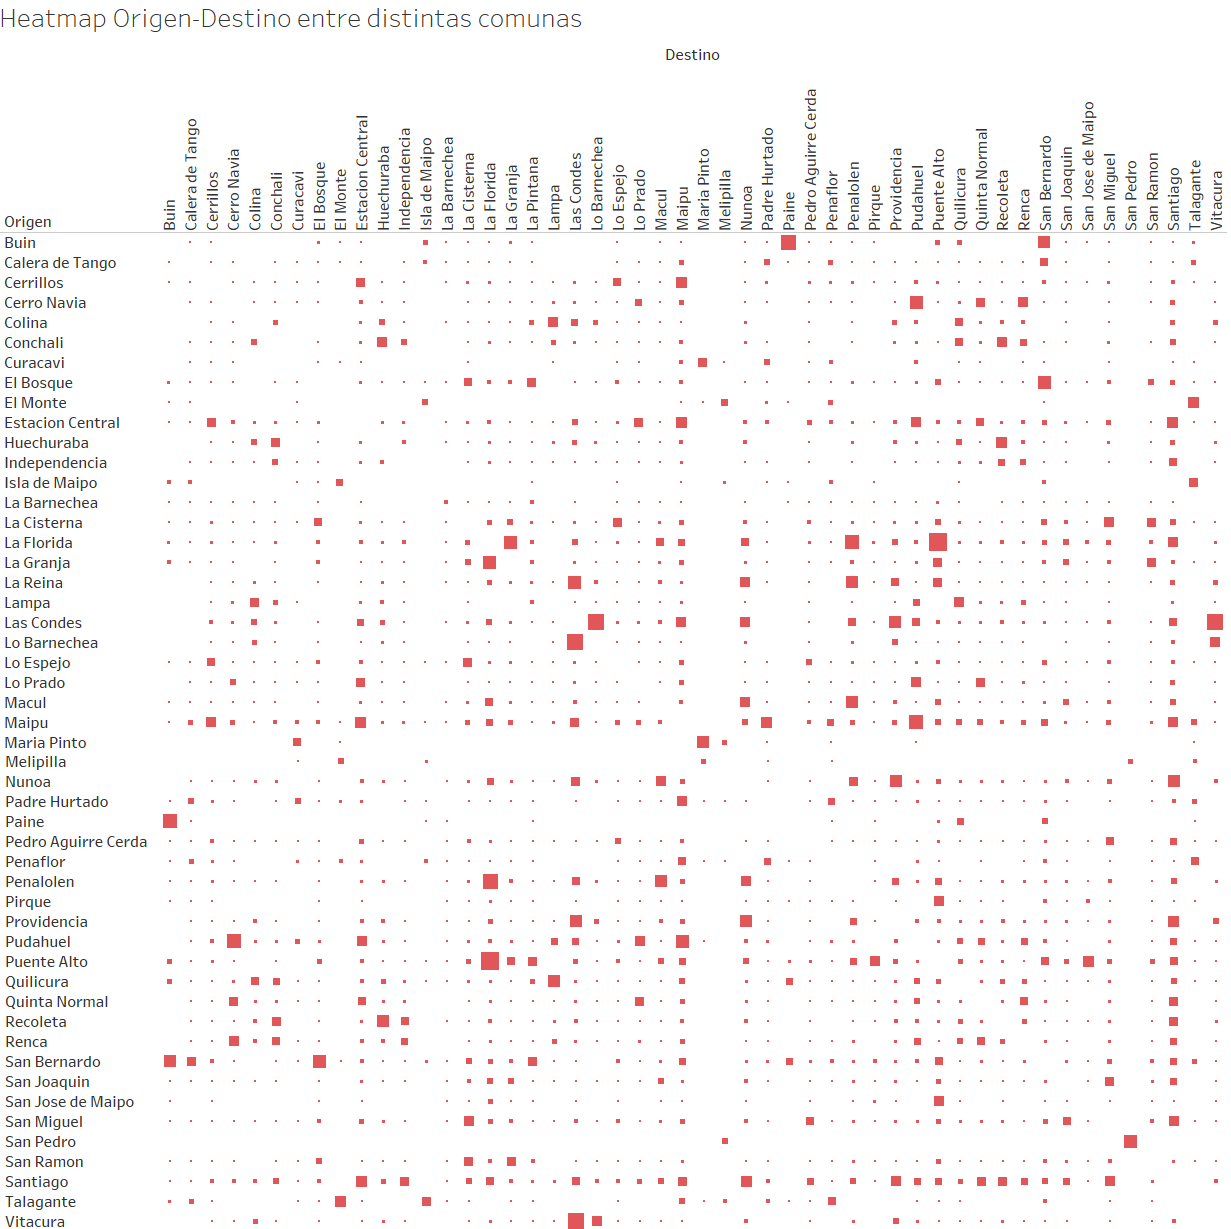 Heatmap Origen-Destino entre distintas comunas
Destino
Origen
Buin
Calera de Tango
Cerrillos
Cerro Navia
Colina
Conchali
Curacavi
El Bosque
El Monte
Estacion Central
Huechuraba
Independencia
Isla de Maipo
La Barnechea
La Cisterna
La Florida
La Granja
La Pintana
Lampa
Las Condes
Lo Barnechea
Lo Espejo
Lo Prado
Macul
Maipu
Maria Pinto
Melipilla
Nunoa
Padre Hurtado
Paine
Pedro Aguirre Cerda
Penaflor
Penalolen
Pirque
Providencia
Pudahuel
Puente Alto
Quilicura
Quinta Normal
Recoleta
Renca
San Bernardo
San Joaquin
San Jose de Maipo
San Miguel
San Pedro
San Ramon
Santiago
Talagante
Vitacura
Buin
Calera de Tango
Cerrillos
Cerro Navia
Colina
Conchali
Curacavi
El Bosque
El Monte
Estacion Central
Huechuraba
Independencia
Isla de Maipo
La Barnechea
La Cisterna
La Florida
La Granja
La Reina
Lampa
Las Condes
Lo Barnechea
Lo Espejo
Lo Prado
Macul
Maipu
Maria Pinto
Melipilla
Nunoa
Padre Hurtado
Paine
Pedro Aguirre Cerda
Penaflor
Penalolen
Pirque
Providencia
Pudahuel
Puente Alto
Quilicura
Quinta Normal
Recoleta
Renca
San Bernardo
San Joaquin
San Jose de Maipo
San Miguel
San Pedro
San Ramon
Santiago
Talagante
Vitacura